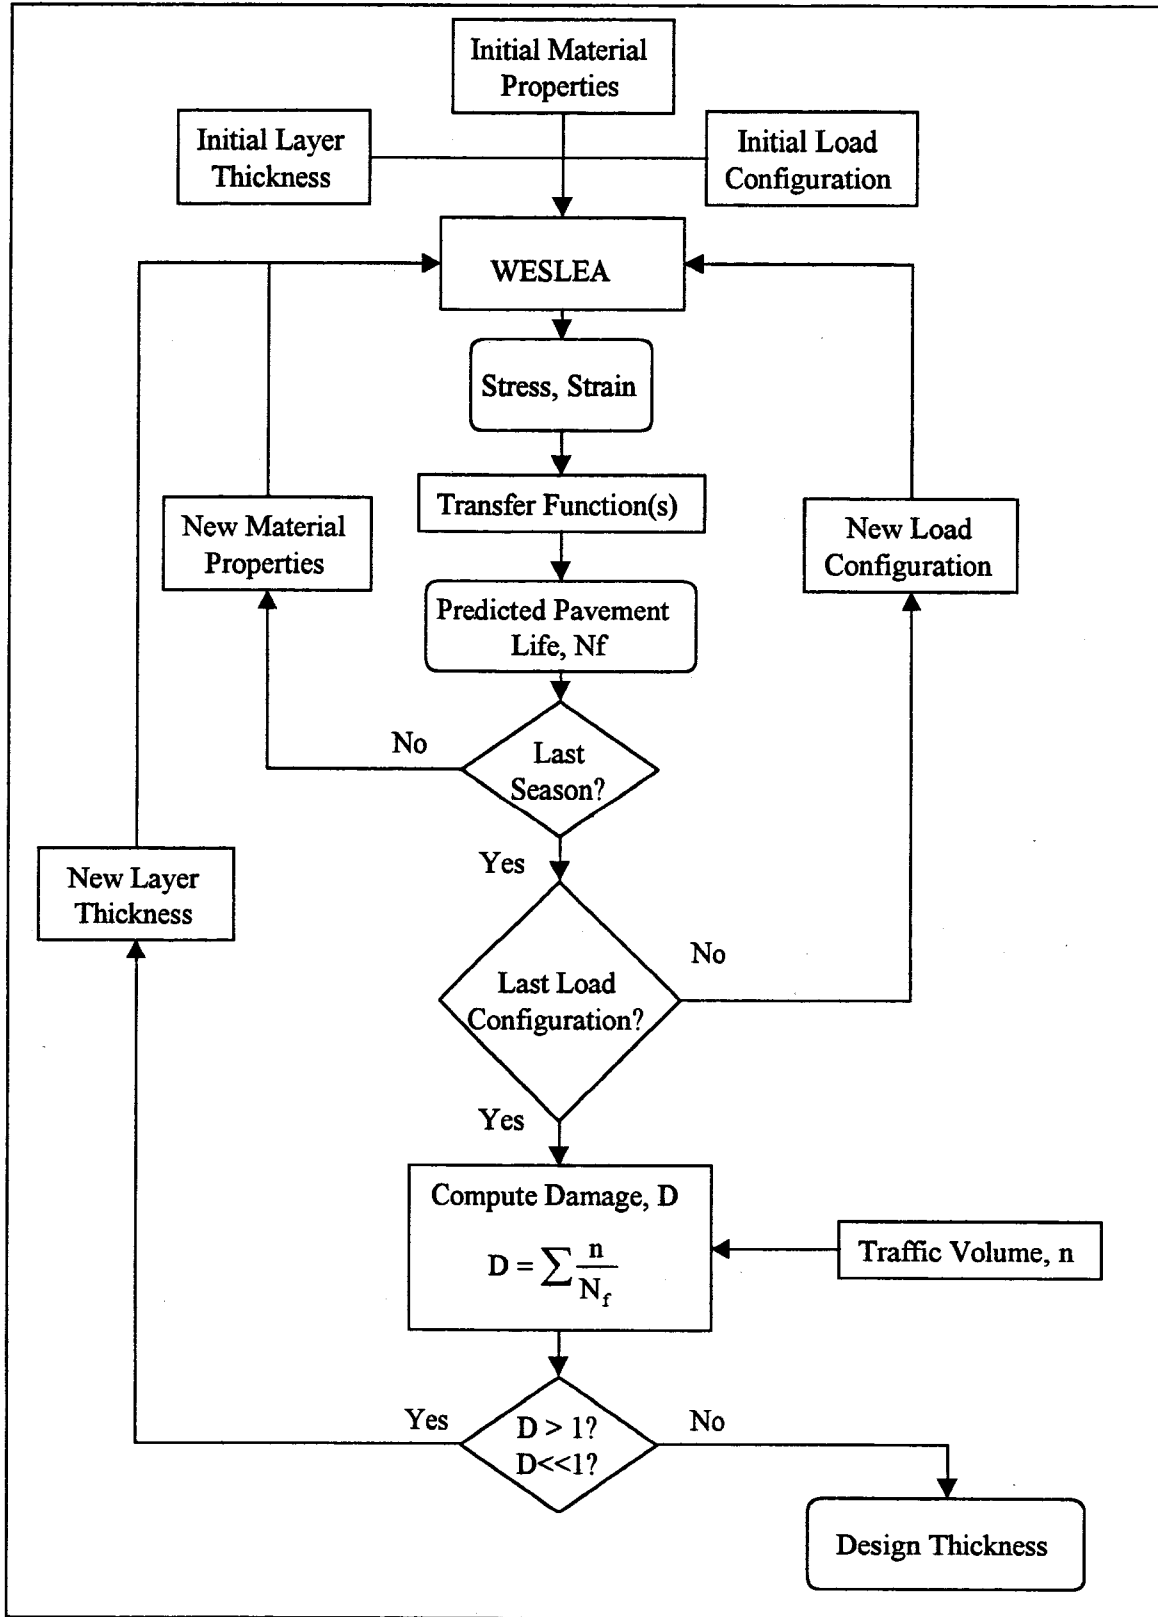 Initial Material
Properties
Initial Layer
Thickness
Initial Load
Configuration
WESLEA
Stress, Strain
Transfer Function(s)
New Material
Properties
New Load
Configuration
Predicted Pavement
Life, Nf
No
Last
Season?
Yes
New Layer
Thickness
No
Last Load
Configuration?
Yes
Compute Damage, D
D = ∑ n/N_f
Traffic Volume, n
Yes
D > 1?
D<<1?
No
Design Thickness